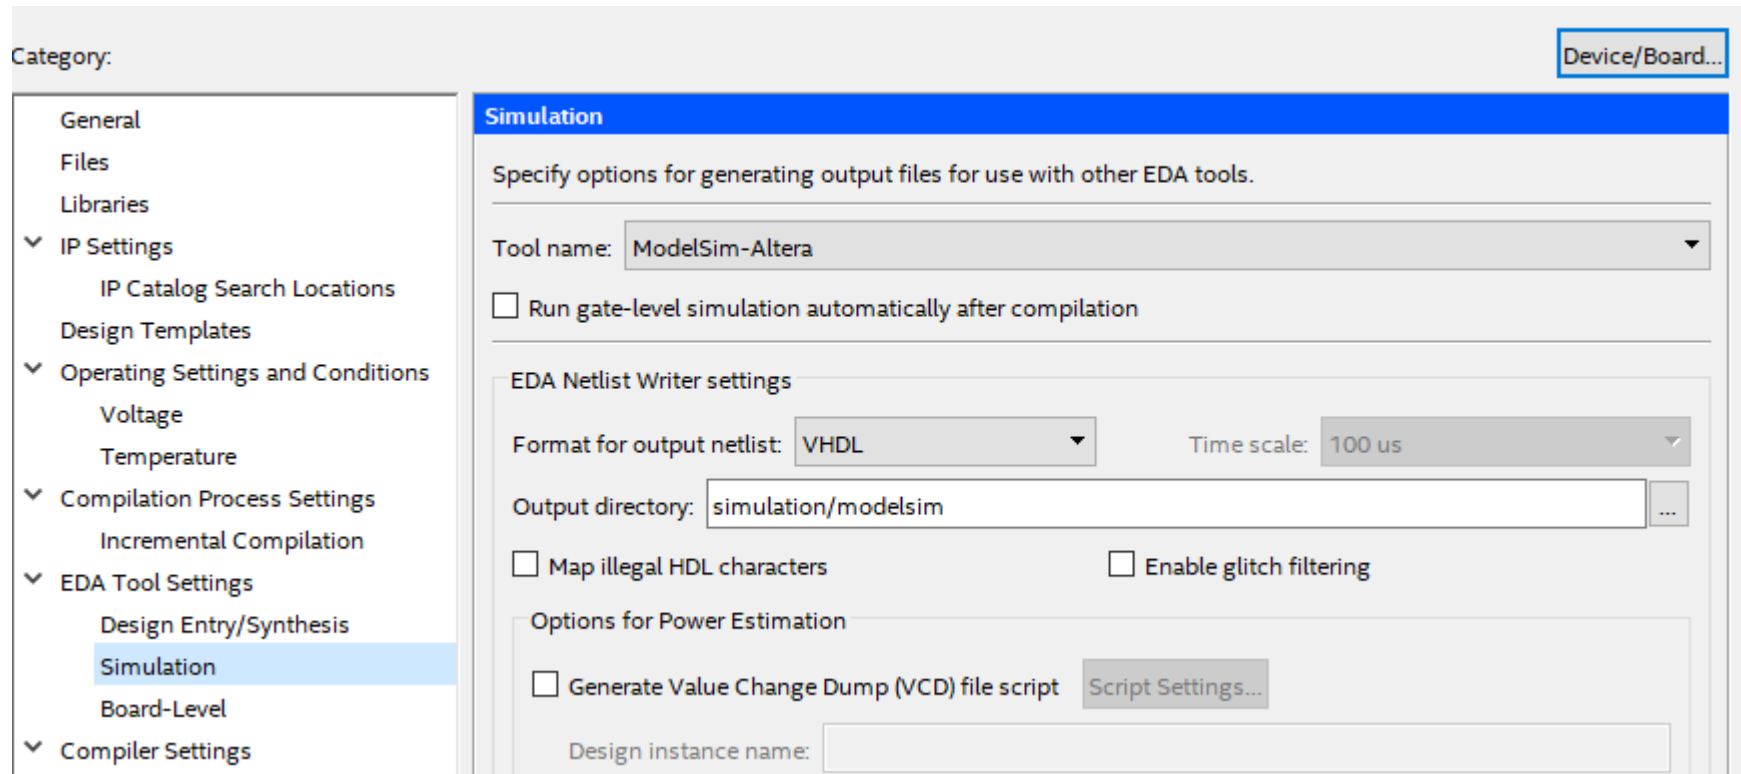 Category:
Device/Board...
General
Files
Libraries
IP Settings
IP Catalog Search Locations
Design Templates
Operating Settings and Conditions
Voltage
Temperature
Compilation Process Settings
Incremental Compilation
EDA Tool Settings
Design Entry/Synthesis
Simulation
Board-Level
Compiler Settings
Simulation
Specify options for generating output files for use with other EDA tools.
Tool name: ModelSim-Altera
Run gate-level simulation automatically after compilation
EDA Netlist Writer settings
Format for output netlist: VHDL Time scale: 100 us
Output directory: simulation/modelsim ...
Map illegal HDL characters Enable glitch filtering
Options for Power Estimation
Generate Value Change Dump (VCD) file script Script Settings...
Design instance name: